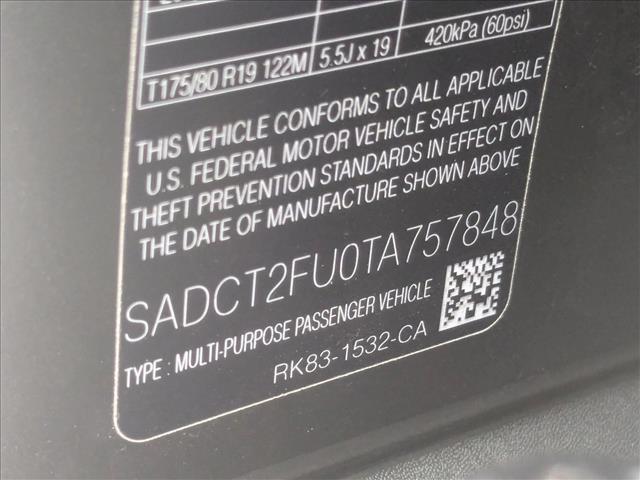 T175/80 R19 122M 5.5J x 19 420kPa (60psi)
THIS VEHICLE CONFORMS TO ALL APPLICABLE
U.S. FEDERAL MOTOR VEHICLE SAFETY AND
THEFT PREVENTION STANDARDS IN EFFECT ON
THE DATE OF MANUFACTURE SHOWN ABOVE
SADCT2FU0TA757848
TYPE : MULTI-PURPOSE PASSENGER VEHICLE
RK83-1532-CA